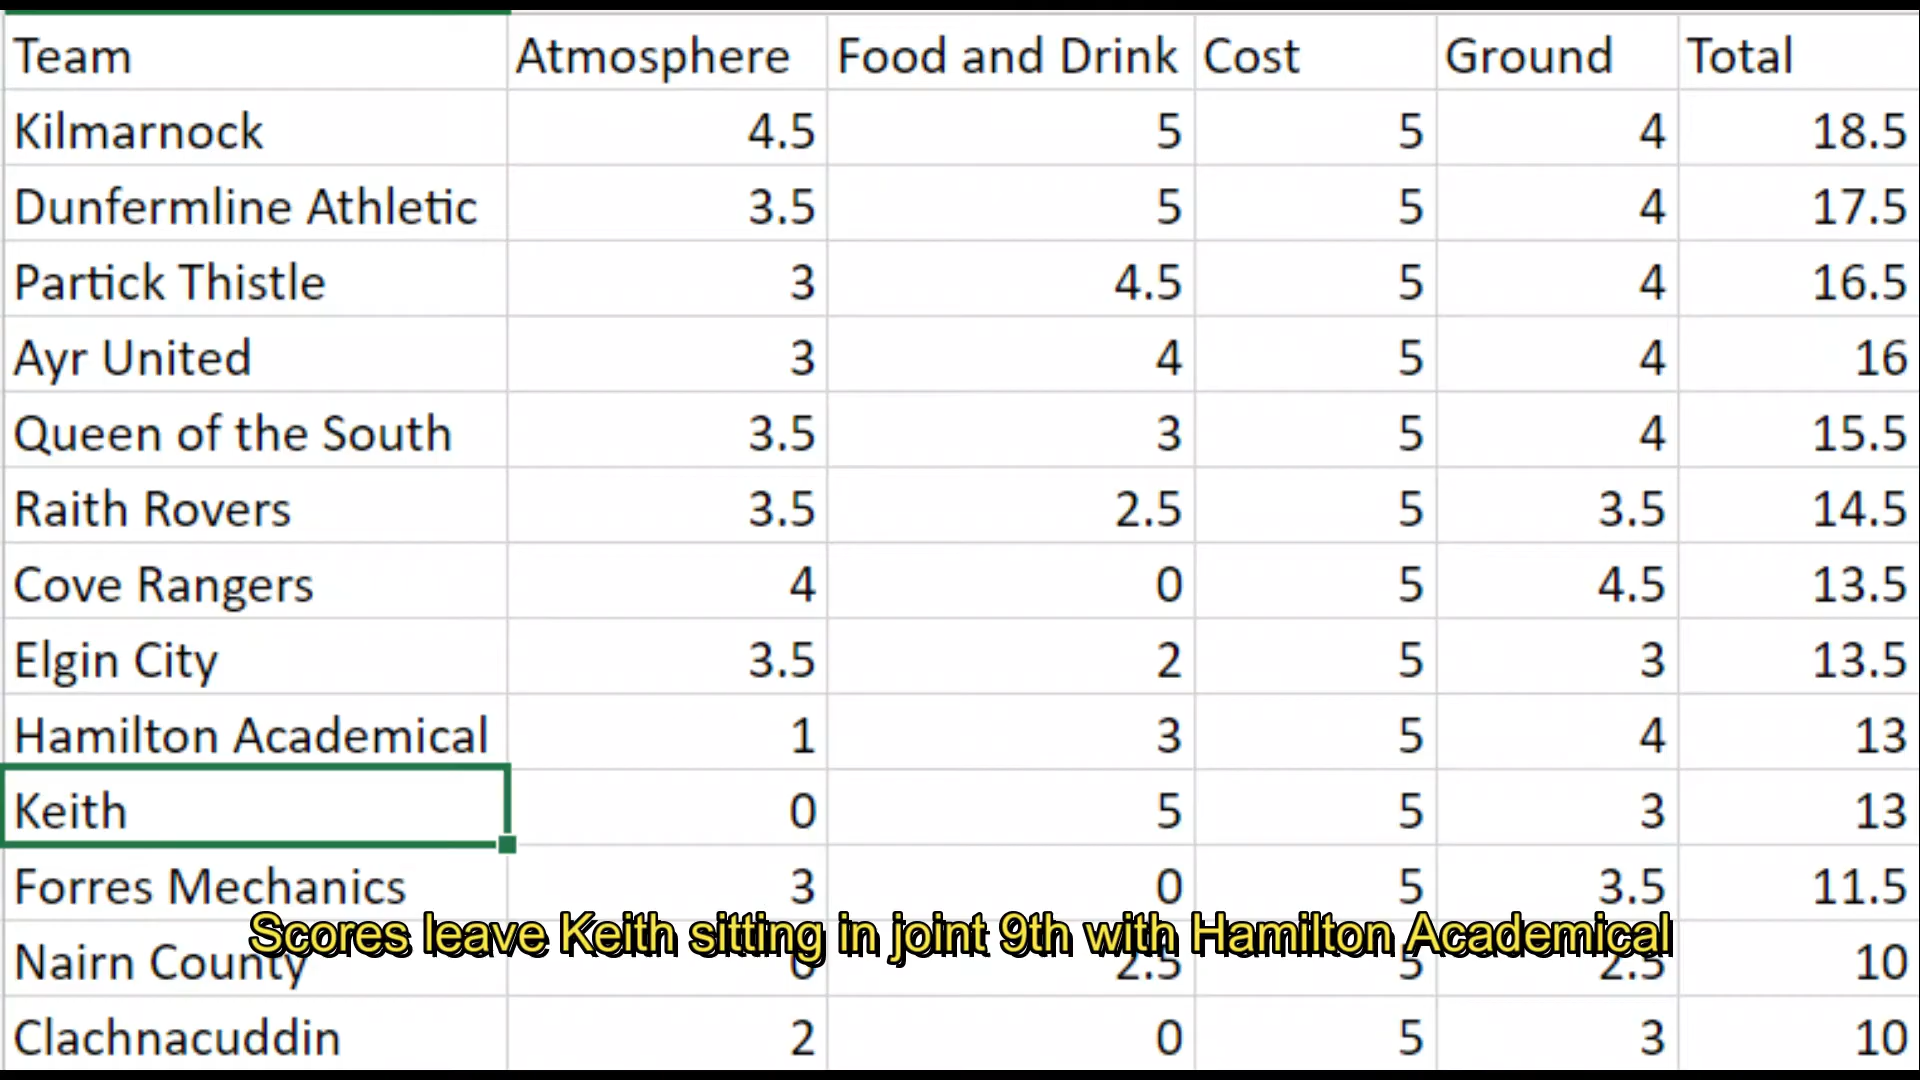 Team Atmosphere Food and Drink Cost Ground Total
Kilmarnock 4.5 5 5 4 18.5
Dunfermline Athletic 3.5 5 5 4 17.5
Partick Thistle 3 4.5 5 4 16.5
Ayr United 3 4 5 4 16
Queen of the South 3.5 3 5 4 15.5
Raith Rovers 3.5 2.5 5 3.5 14.5
Cove Rangers 4 0 5 4.5 13.5
Elgin City 3.5 2 5 3 13.5
Hamilton Academical 1 3 5 4 13
Keith 0 5 5 3 13
Forres Mechanics 3 0 5 3.5 11.5
Scores leave Keith sitting in joint 9th with Hamilton Academical
Nairn County 0 2.5 5 2.5 10
Clachnacuddin 2 0 5 3 10